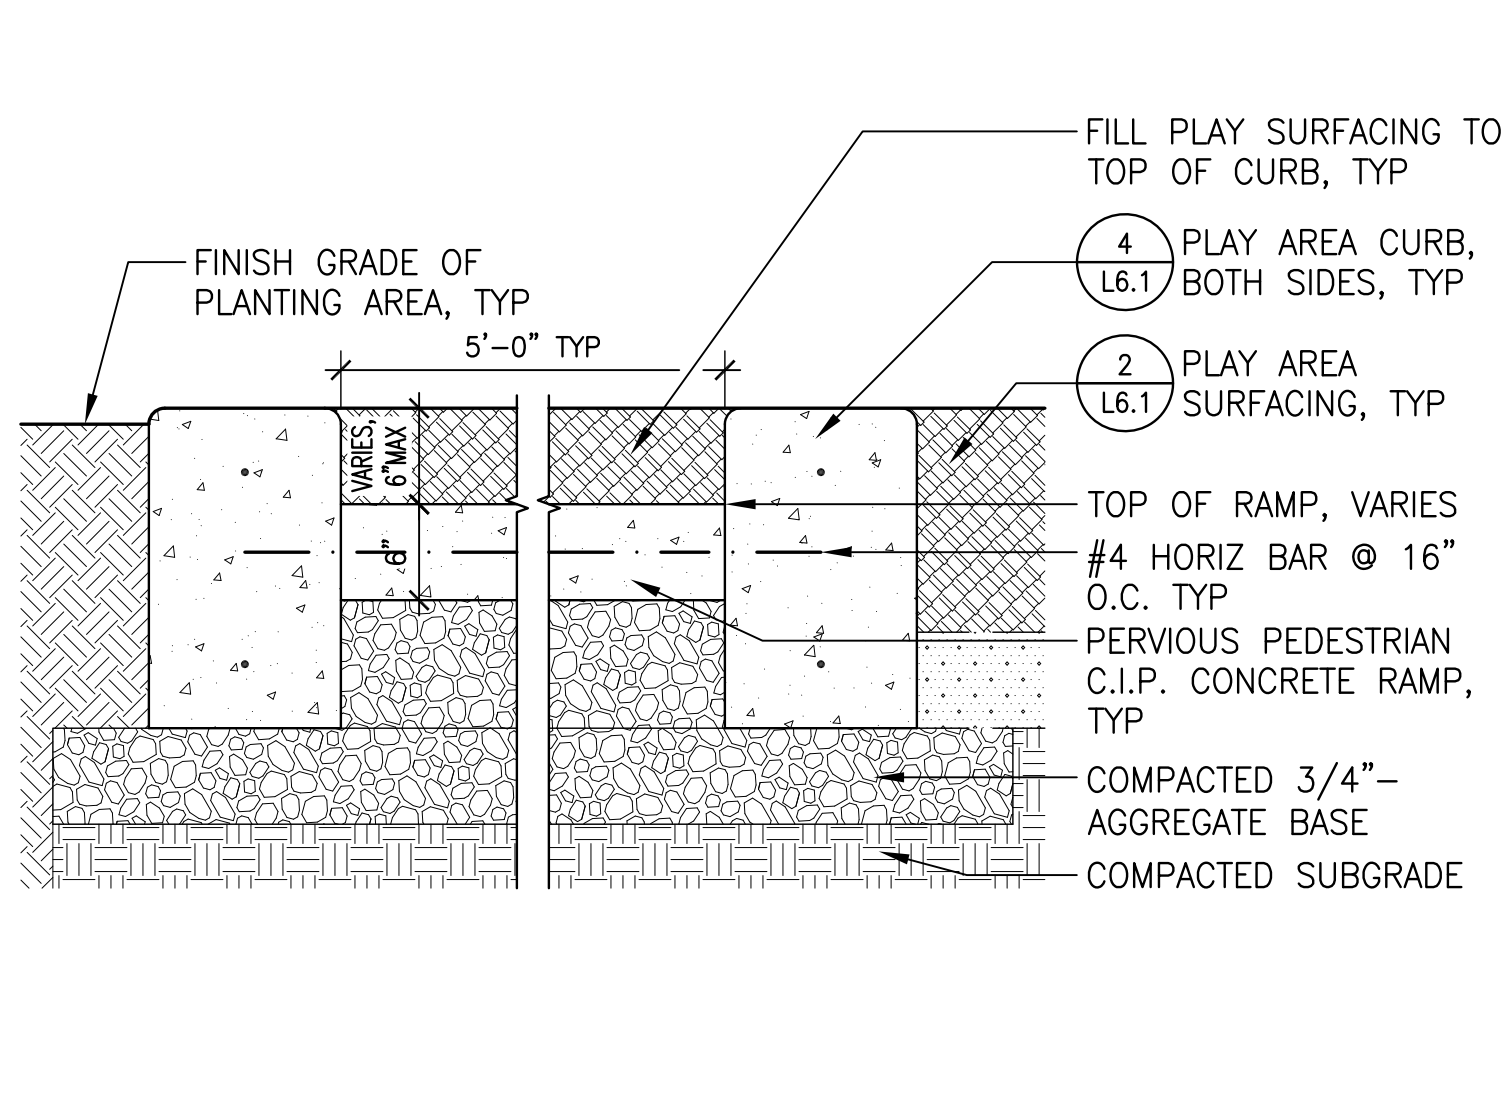 FILL PLAY SURFACING TO
TOP OF CURB, TYP
4
L6.1
PLAY AREA CURB,
BOTH SIDES, TYP
FINISH GRADE OF
PLANTING AREA, TYP
5'-0" TYP
2
L6.1
PLAY AREA
SURFACING, TYP
VARIES,
6"MAX
TOP OF RAMP, VARIES
6"
#4 HORIZ BAR @ 16"
O.C. TYP
PERVIOUS PEDESTRIAN
C.I.P. CONCRETE RAMP,
TYP
COMPACTED 3/4"-
AGGREGATE BASE
COMPACTED SUBGRADE